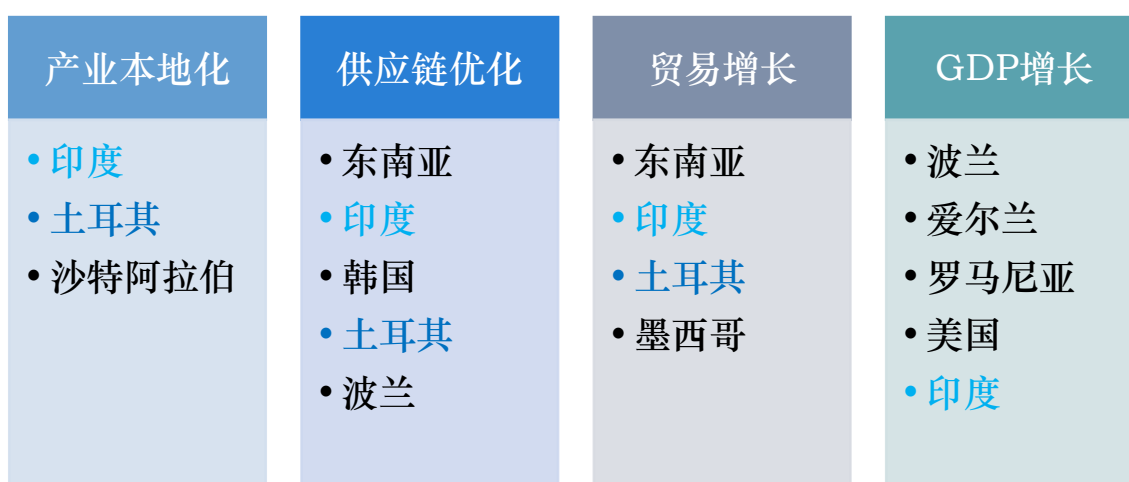 产业本地化
• 印度
• 土耳其
• 沙特阿拉伯
供应链优化
• 东南亚
• 印度
• 韩国
• 土耳其
• 波兰
贸易增长
• 东南亚
• 印度
• 土耳其
• 墨西哥
GDP增长
• 波兰
• 爱尔兰
• 罗马尼亚
• 美国
• 印度